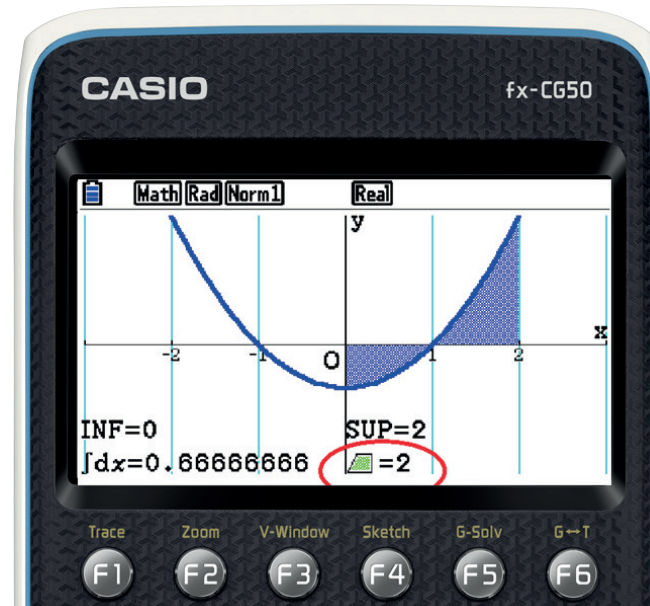 CASIO fx-CG50
Math Rad Norm1 Real
y
x
-2 -1 O 1 2
INF=0 SUP=2
∫dx=0.66666666 =2
Trace Zoom V-Window Sketch G-Solv G↔T
F1 F2 F3 F4 F5 F6